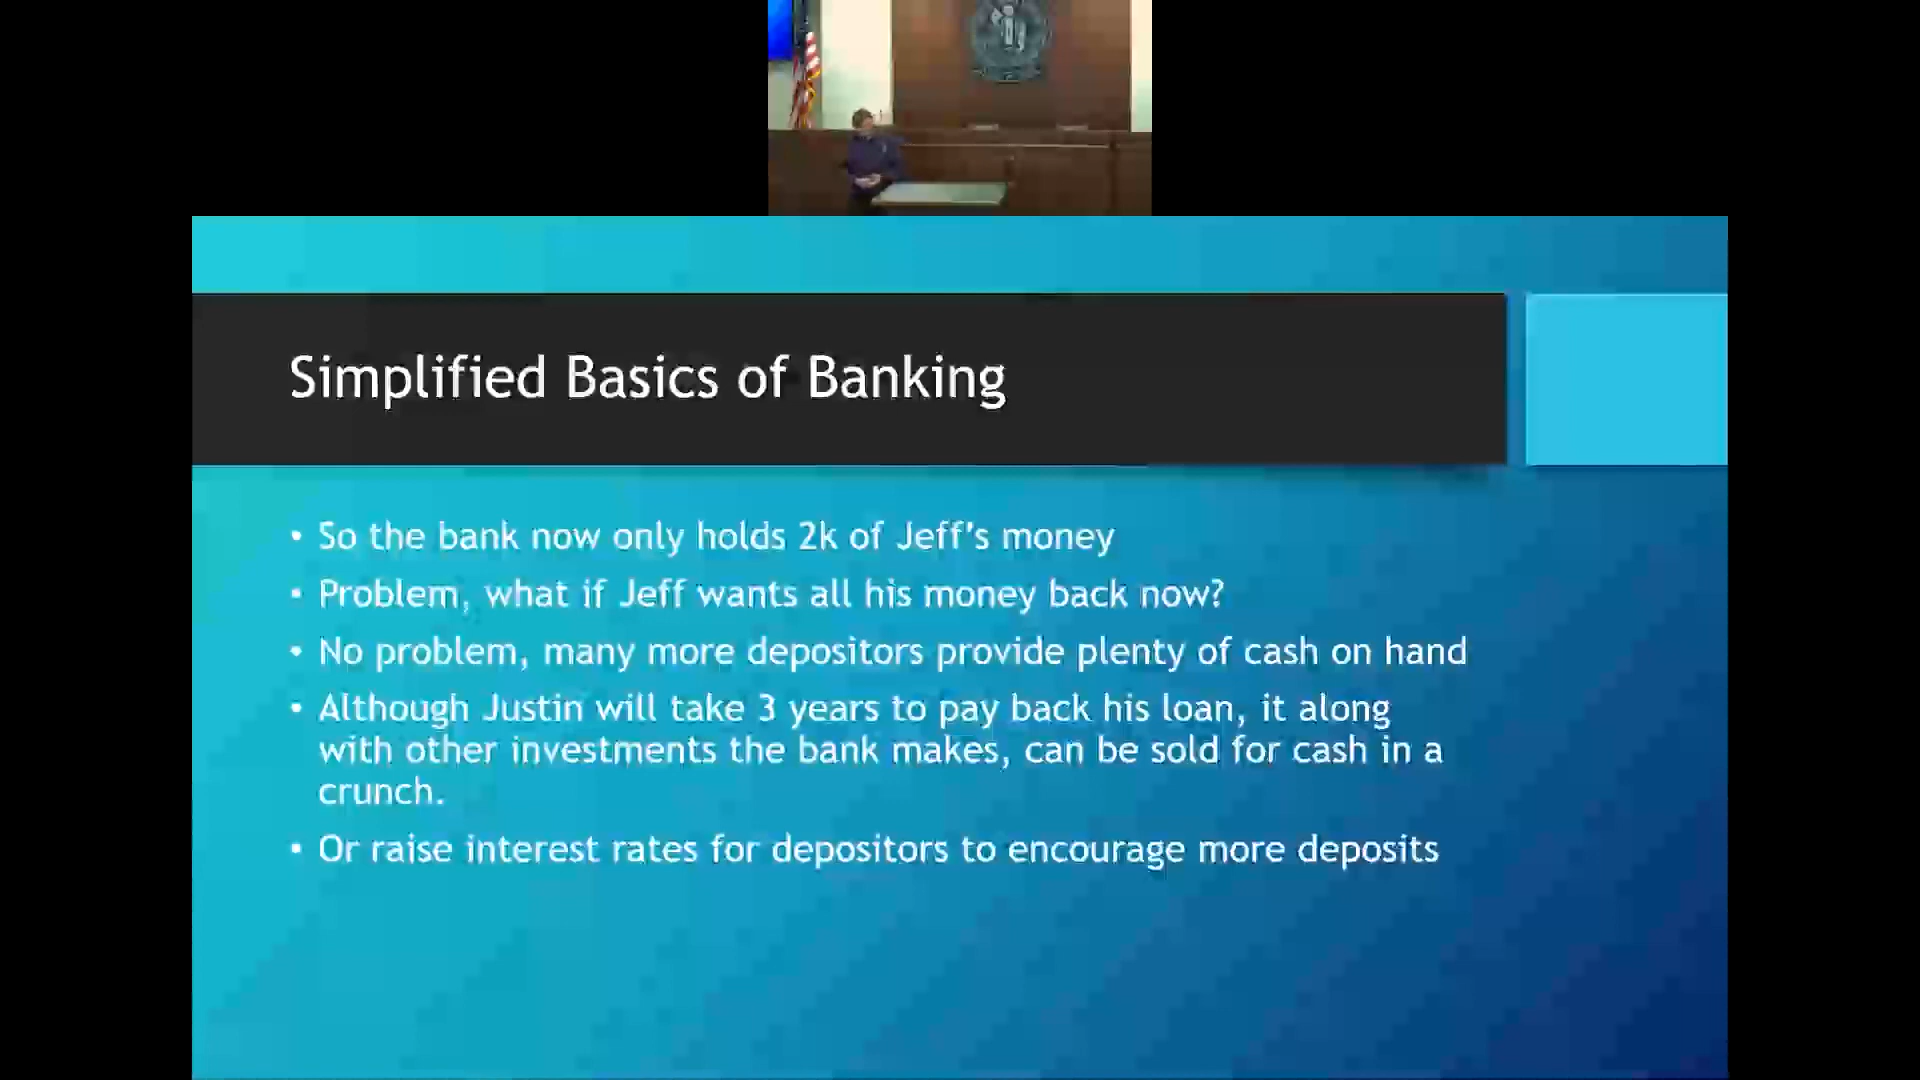 Simplified Basics of Banking
• So the bank now only holds 2k of Jeff's money
• Problem, what if Jeff wants all his money back now?
• No problem, many more depositors provide plenty of cash on hand
• Although Justin will take 3 years to pay back his loan, it along
with other investments the bank makes, can be sold for cash in a
crunch.
• Or raise interest rates for depositors to encourage more deposits